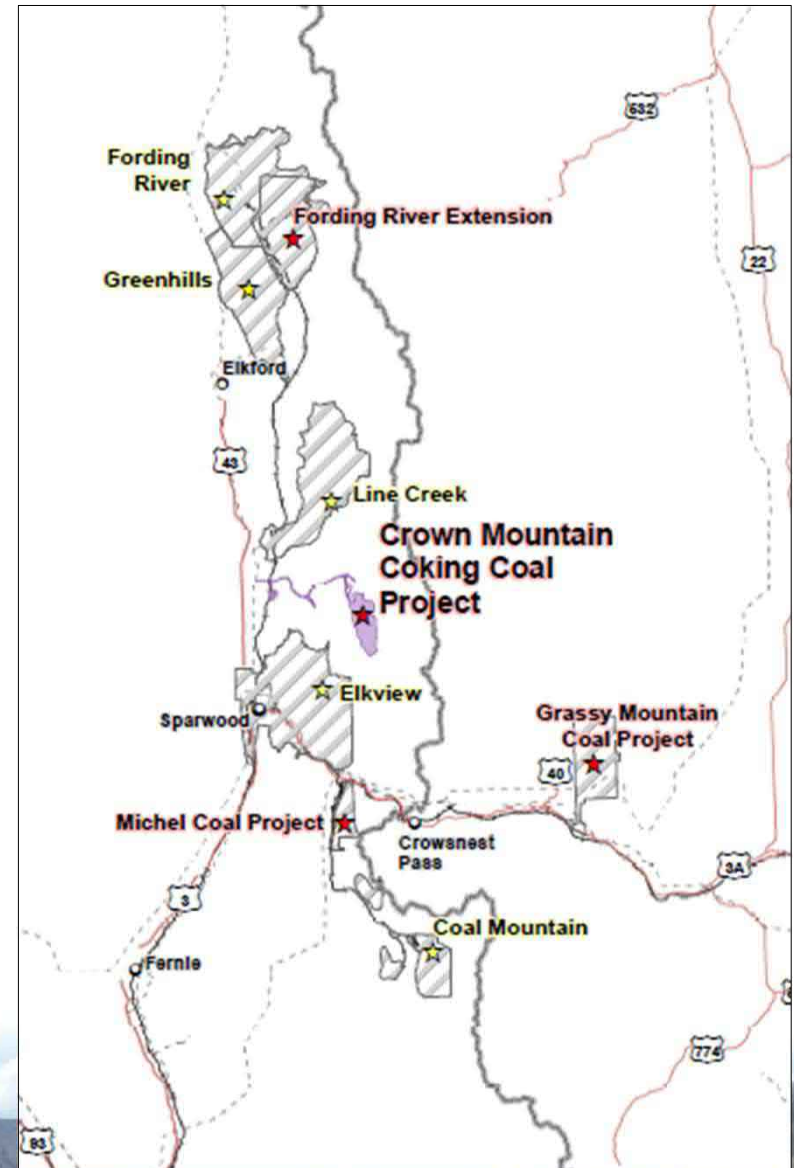 532
Fording
River
Fording River Extension
22
Greenhills
Elkford
43
Line Creek
Crown Mountain
Coking Coal
Project
Elkview
Sparwood
Grassy Mountain
Coal Project
40
Michel Coal Project
Crowsnest
Pass
3A
3
Coal Mountain
Fernie
774
93